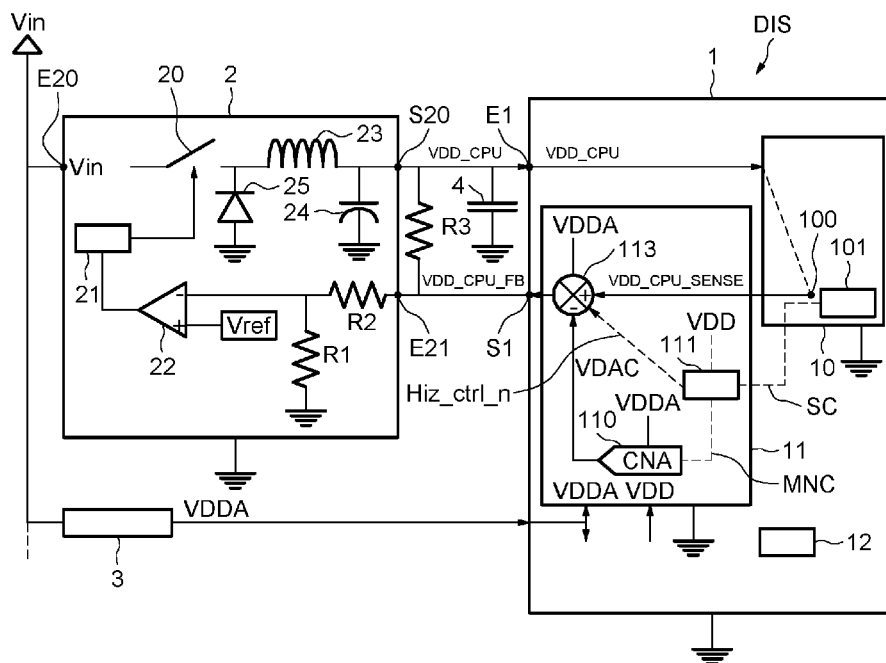 Vin
DIS
E20
2
1
20
23
S20
E1
Vin
VDD_CPU
VDD_CPU
25
24
4
R3
VDDA
113
100
101
21
VDD_CPU_FB
VDD_CPU_SENSE
+
-
-
+
Vref
22
R2
R1
E21
S1
VDD
111
10
VDAC
Hiz_ctrl_n
SC
VDDA
110
CNA
11
MNC
VDDA
VDD
VDDA
3
12